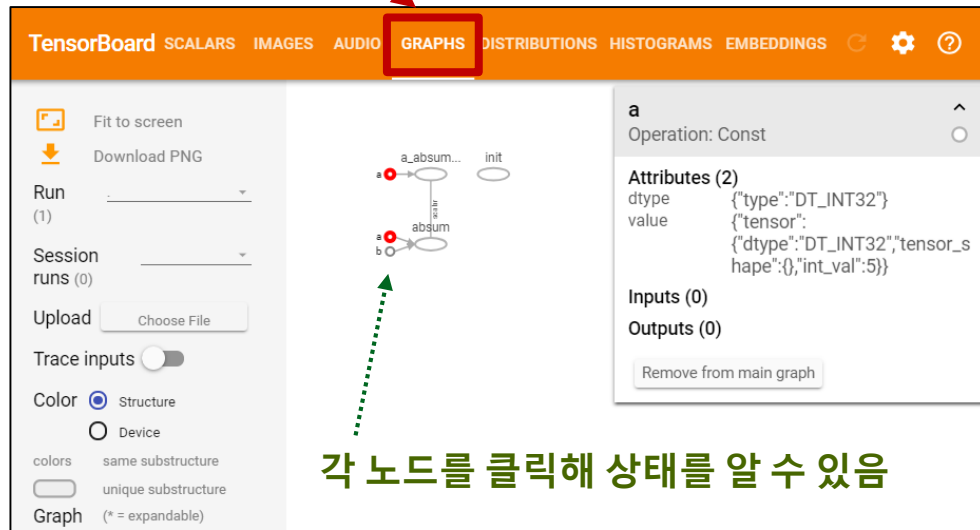 TensorBoard SCALARS IMAGES AUDIO GRAPHS DISTRIBUTIONS HISTOGRAMS EMBEDDINGS
Fit to screen
Download PNG
Run
(1)
Session
runs (0)
Upload Choose File
Trace inputs
Color Structure
Device
colors same substructure
unique substructure
Graph (* = expandable)
a_absum... init
a
scalar
absum
a
b
a
Operation: Const
Attributes (2)
dtype {"type":"DT_INT32"}
value {"tensor":
{"dtype":"DT_INT32","tensor_s
hape":{},"int_val":5}}
Inputs (0)
Outputs (0)
Remove from main graph
각 노드를 클릭해 상태를 알 수 있음